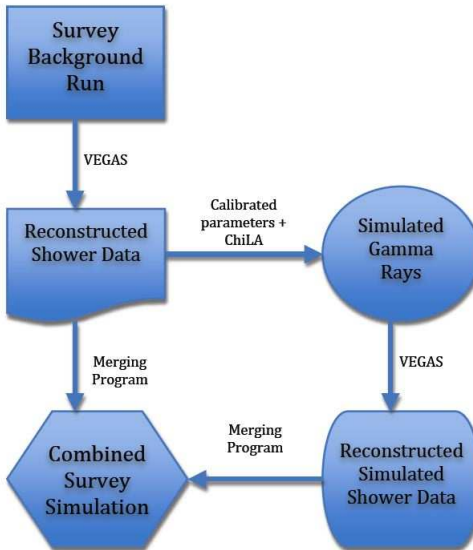 Survey
Background
Run
VEGAS
Reconstructed
Shower Data
Calibrated
parameters +
ChiLA
Simulated
Gamma
Rays
Merging
Program
VEGAS
Combined
Survey
Simulation
Merging
Program
Reconstructed
Simulated
Shower Data